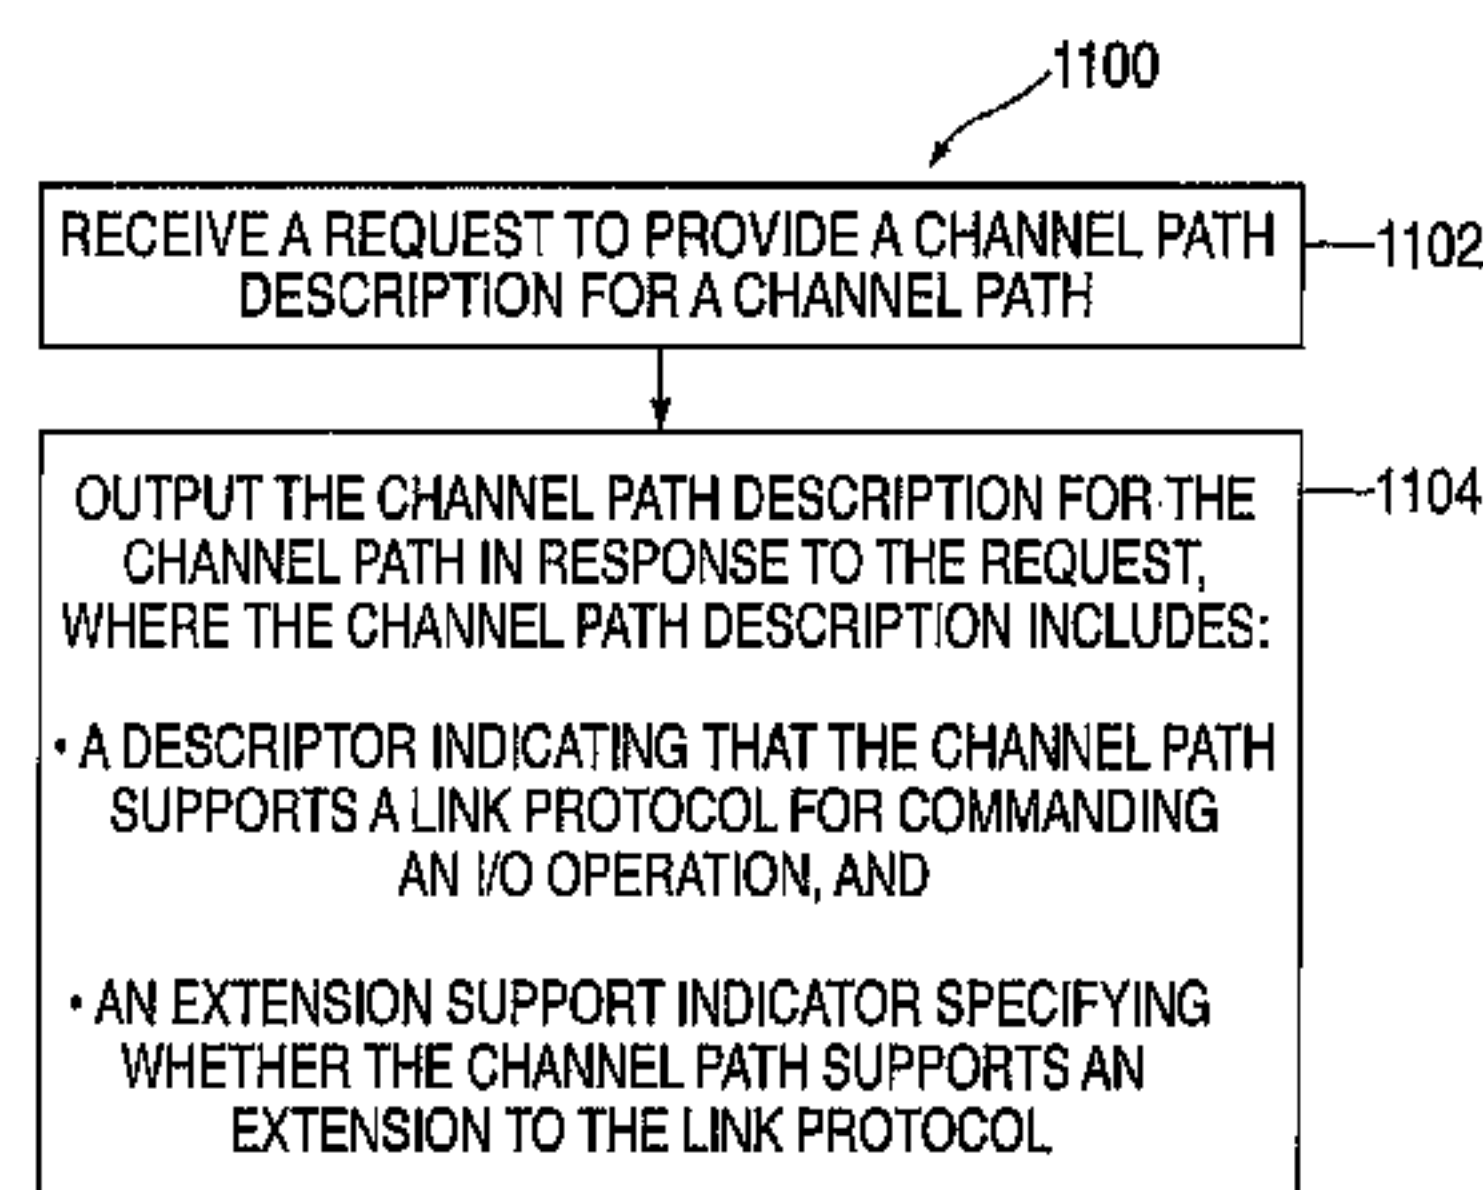 1100
RECEIVE A REQUEST TO PROVIDE A CHANNEL PATH
DESCRIPTION FOR A CHANNEL PATH
1102
OUTPUT THE CHANNEL PATH DESCRIPTION FOR THE
CHANNEL PATH IN RESPONSE TO THE REQUEST,
WHERE THE CHANNEL PATH DESCRIPTION INCLUDES:
1104
• A DESCRIPTOR INDICATING THAT THE CHANNEL PATH
SUPPORTS A LINK PROTOCOL FOR COMMANDING
AN I/O OPERATION, AND
• AN EXTENSION SUPPORT INDICATOR SPECIFYING
WHETHER THE CHANNEL PATH SUPPORTS AN
EXTENSION TO THE LINK PROTOCOL